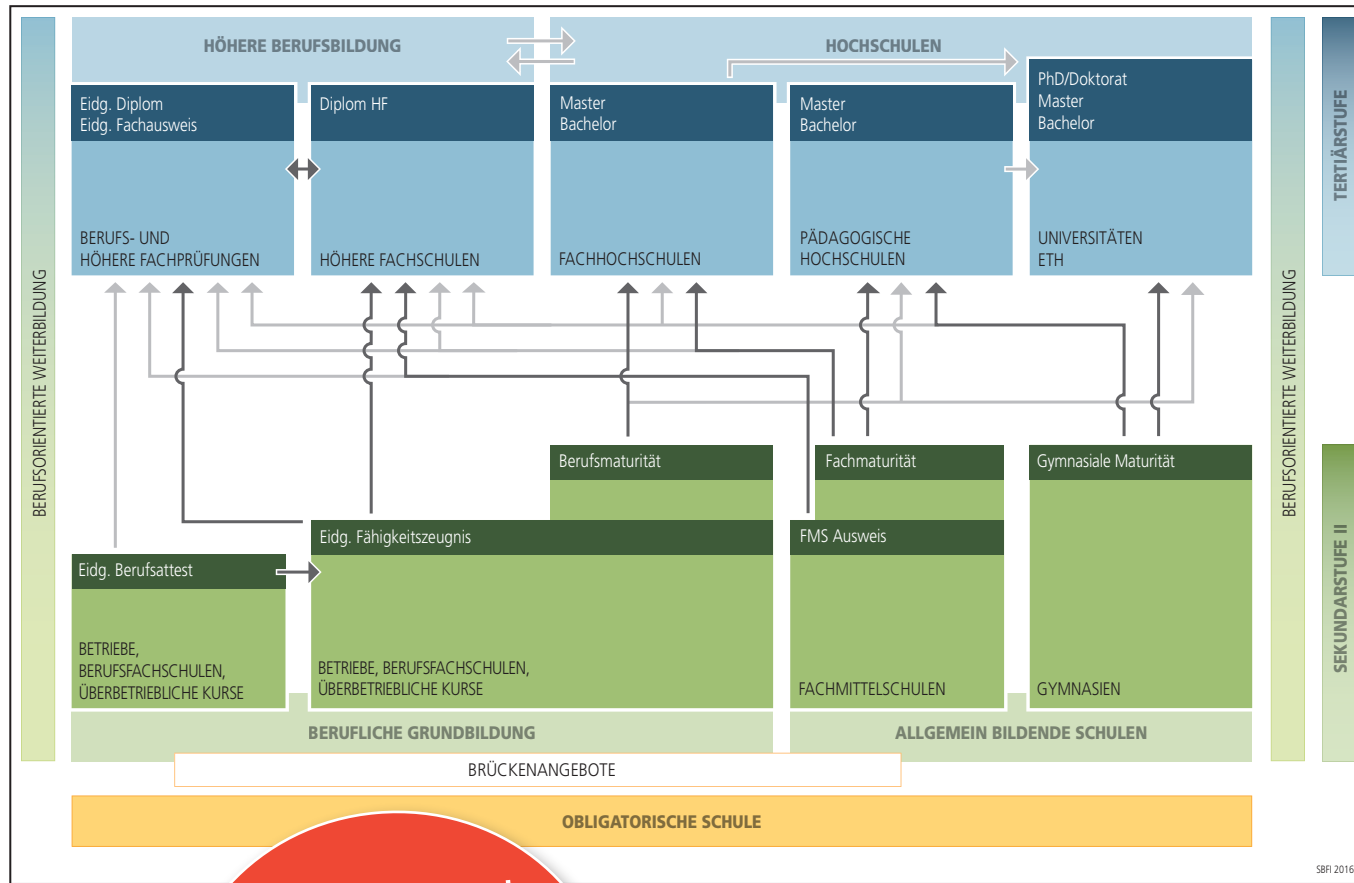 HÖHERE BERUFSBILDUNG
HOCHSCHULEN
Eidg. Diplom
Eidg. Fachausweis
Diplom HF
Master
Bachelor
Master
Bachelor
PhD/Doktorat
Master
Bachelor
BERUFS- UND
HÖHERE FACHPRÜFUNGEN
HÖHERE FACHSCHULEN
FACHHOCHSCHULEN
PÄDAGOGISCHE
HOCHSCHULEN
UNIVERSITÄTEN
ETH
BERUFSORIENTIERTE WEITERBILDUNG
BERUFSORIENTIERTE WEITERBILDUNG
TERTIÄRSTUFE
SEKUNDARSTUFE II
Berufsmaturität
Fachmaturität
Gymnasiale Maturität
Eidg. Fähigkeitszeugnis
FMS Ausweis
Eidg. Berufsattest
BETRIEBE,
BERUFSFACHSCHULEN,
ÜBERBETRIEBLICHE KURSE
BETRIEBE, BERUFSFACHSCHULEN,
ÜBERBETRIEBLICHE KURSE
FACHMITTELSCHULEN
GYMNASIEN
BERUFLICHE GRUNDBILDUNG
ALLGEMEIN BILDENDE SCHULEN
BRÜCKENANGEBOTE
OBLIGATORISCHE SCHULE
SBFI 2016